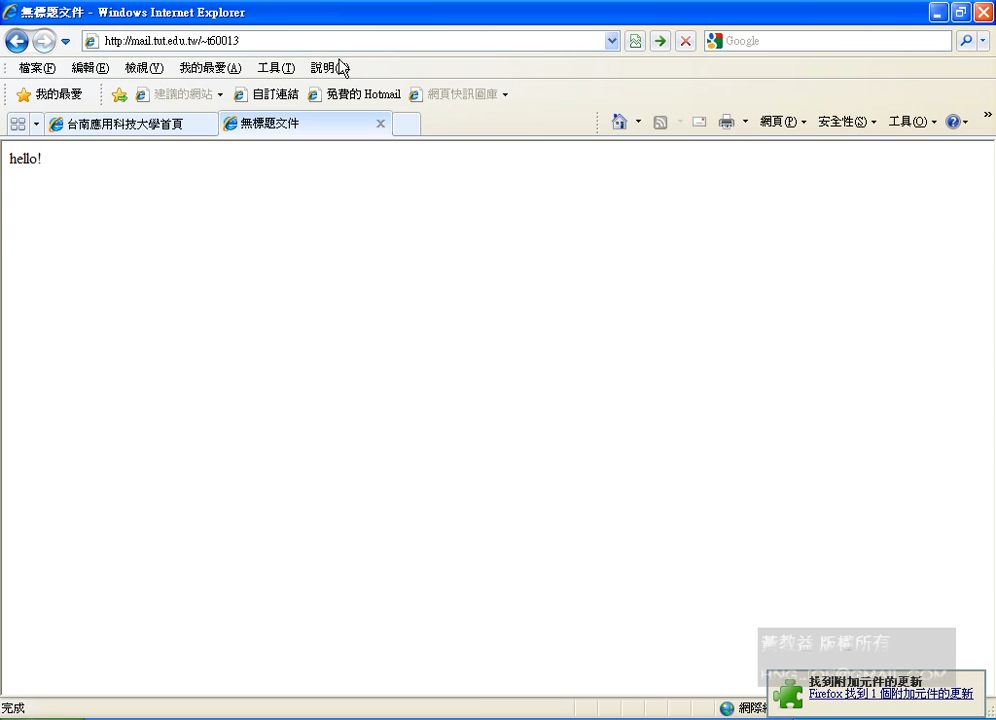 無標題文件 - Windows Internet Explorer
http://mail.tut.edu.tw/~t60013
Google
檔案(F) 編輯(E) 檢視(V) 我的最愛(A) 工具(T) 說明
我的最愛 建議的網站 自訂連結 免費的 Hotmail 網頁快訊圖庫
台南應用科技大學首頁 無標題文件 網頁(P) 安全性(S) 工具(O) »
hello!
黃教益 版權所有
找到附加元件的更新
Firefox 找到 1 個附加元件的更新
完成 網際